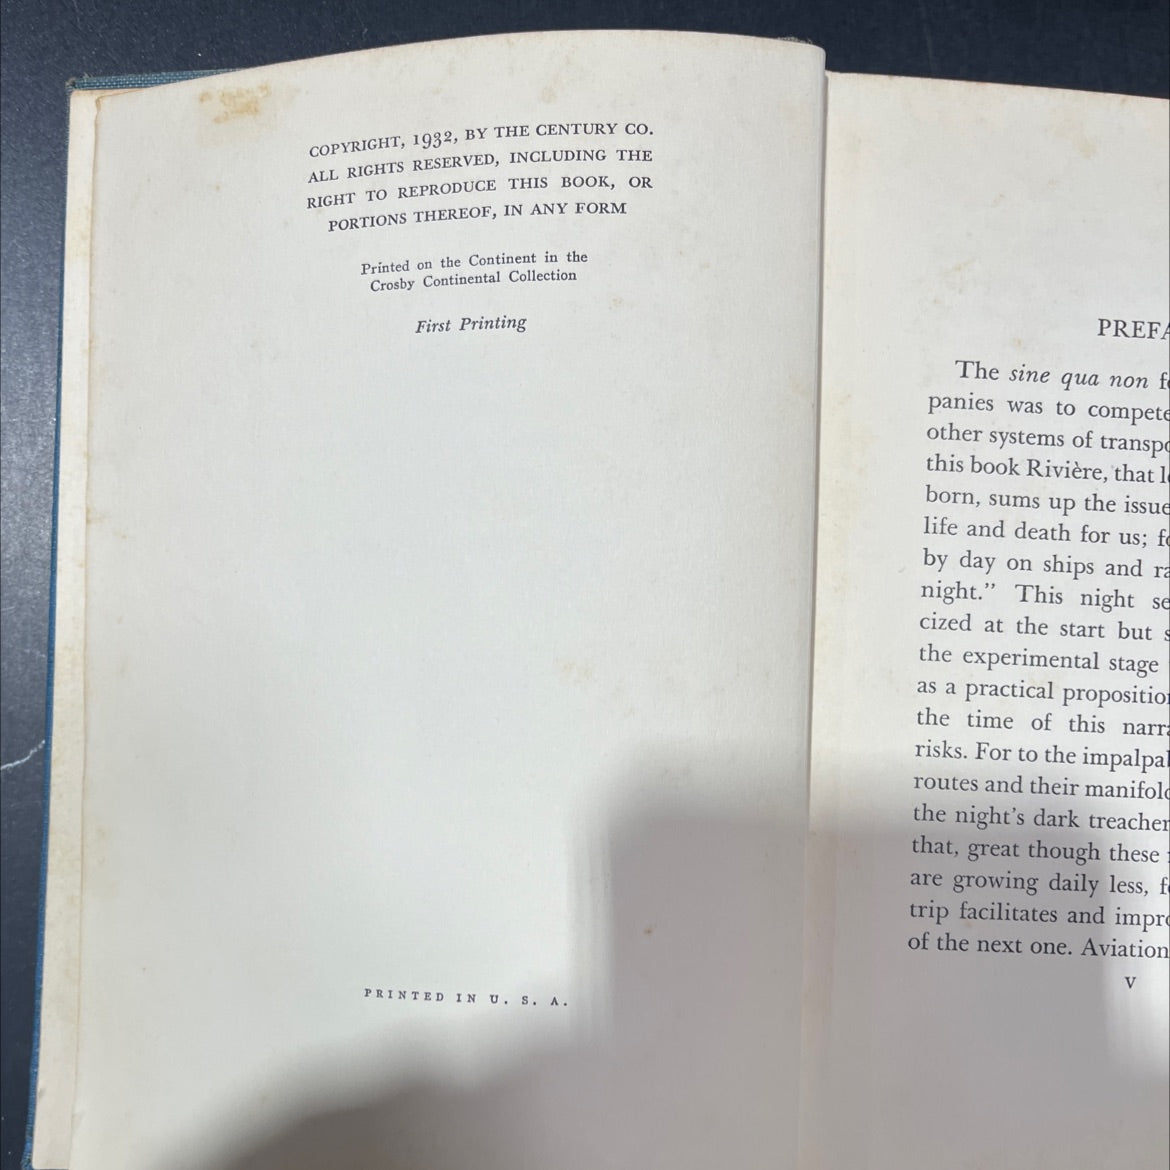 COPYRIGHT, 1932, BY THE CENTURY CO.
ALL RIGHTS RESERVED, INCLUDING THE
RIGHT TO REPRODUCE THIS BOOK, OR
PORTIONS THEREOF, IN ANY FORM
Printed on the Continent in the
Crosby Continental Collection
First Printing
PRINTED IN U. S. A.
The sine qua non
panies was to compete
other systems of
this book Rivière, that
born, sums up the issue
life and death for us;
by day on ships and
night.” This night
cized at the start but
the experimental stage
as a practical
the time of this
risks. For to the
routes and their
the night’s dark
that, great though these
are growing daily less,
trip facilitates and
of the next one. Aviation
V